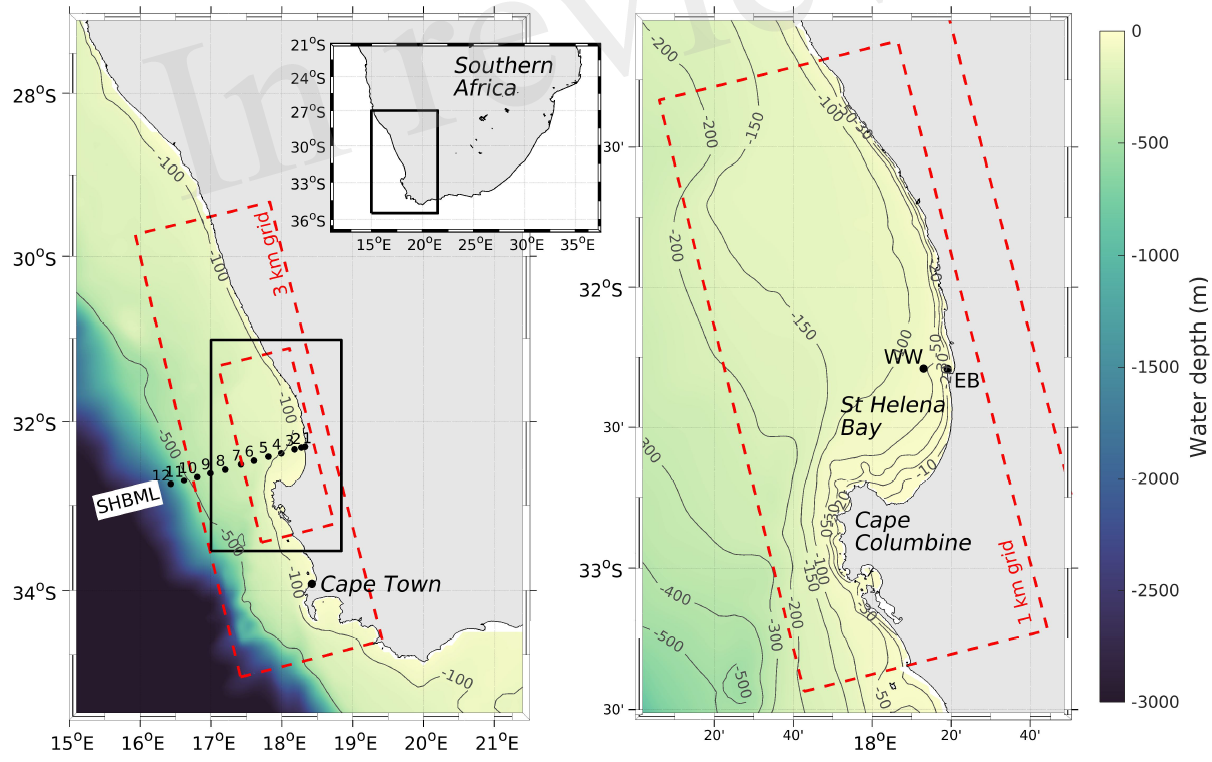 In review
28°S
30°S
32°S
34°S
15°E
16°E
17°E
18°E
19°E
20°E
21°E
-100
3 km grid
-100
-100
-500
12
11
10
9
8
7
6
5
4
3
2
1
SHBML
-500
-100
Cape Town
-100
21°S
24°S
27°S
30°S
33°S
36°S
15°E
20°E
25°E
30°E
35°E
Southern
Africa
-200
-100
-50
-30
-200
-150
30'
-200
-20
32°S
-150
WW
EB
St Helena
Bay
30'
-10
Cape
Columbine
-50
-30
33°S
-100
-150
-400
-200
-30
1 km grid
-300
-500
-500
-50
30'
20'
40'
18°E
20'
40'
0
-500
-1000
-1500
-2000
-2500
-3000
Water depth (m)